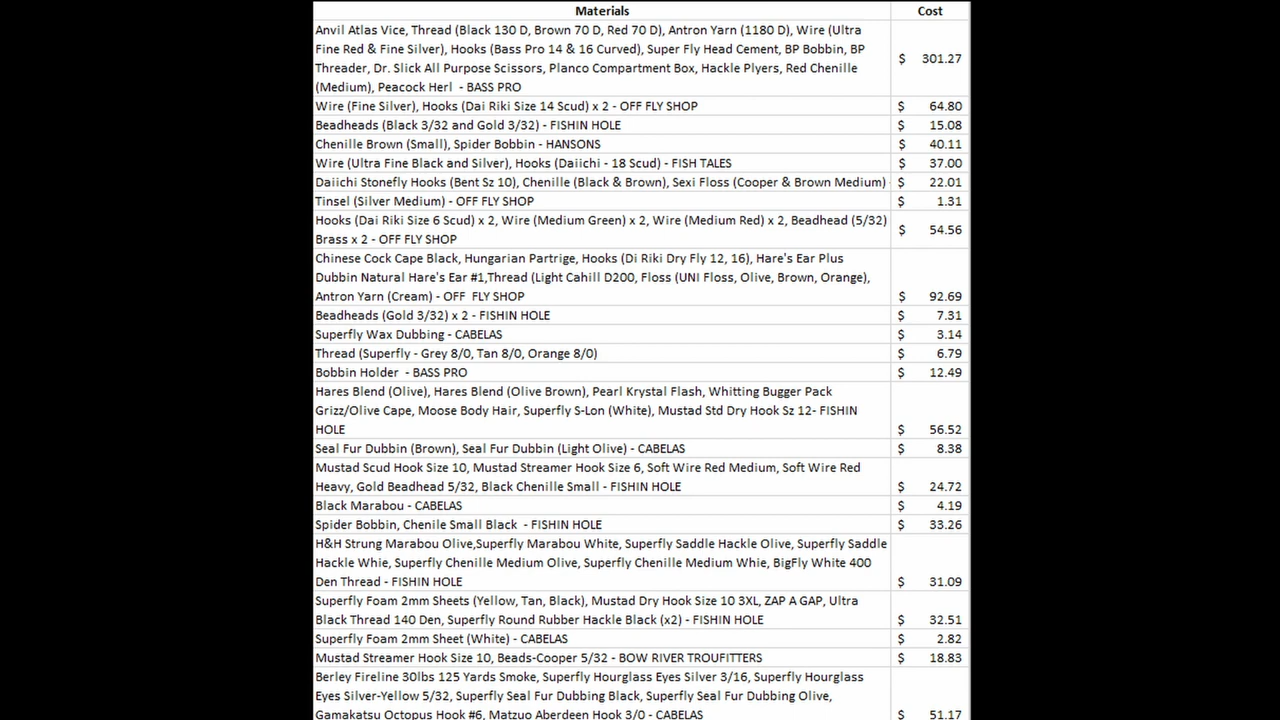 Materials Cost
Anvil Atlas Vice, Thread (Black 130 D, Brown 70 D, Red 70 D), Antron Yarn (1180 D), Wire (Ultra
Fine Red & Fine Silver), Hooks (Bass Pro 14 & 16 Curved), Super Fly Head Cement, BP Bobbin, BP
Threader, Dr. Slick All Purpose Scissors, Planco Compartment Box, Hackle Plyers, Red Chenille
(Medium), Peacock Herl - BASS PRO $ 301.27
Wire (Fine Silver), Hooks (Dai Riki Size 14 Scud) x 2 - OFF FLY SHOP $ 64.80
Beadheads (Black 3/32 and Gold 3/32) - FISHIN HOLE $ 15.08
Chenille Brown (Small), Spider Bobbin - HANSONS $ 40.11
Wire (Ultra Fine Black and Silver), Hooks (Daiichi - 18 Scud) - FISH TALES $ 37.00
Daiichi Stonefly Hooks (Bent Sz 10), Chenille (Black & Brown), Sexi Floss (Cooper & Brown Medium) - $ 22.01
Tinsel (Silver Medium) - OFF FLY SHOP $ 1.31
Hooks (Dai Riki Size 6 Scud) x 2, Wire (Medium Green) x 2, Wire (Medium Red) x 2, Beadhead (5/32)
Brass x 2 - OFF FLY SHOP $ 54.56
Chinese Cock Cape Black, Hungarian Partrige, Hooks (Di Riki Dry Fly 12, 16), Hare's Ear Plus
Dubbin Natural Hare's Ear #1,Thread (Light Cahill D200, Floss (UNI Floss, Olive, Brown, Orange),
Antron Yarn (Cream) - OFF FLY SHOP $ 92.69
Beadheads (Gold 3/32) x 2 - FISHIN HOLE $ 7.31
Superfly Wax Dubbing - CABELAS $ 3.14
Thread (Superfly - Grey 8/0, Tan 8/0, Orange 8/0) $ 6.79
Bobbin Holder - BASS PRO $ 12.49
Hares Blend (Olive), Hares Blend (Olive Brown), Pearl Krystal Flash, Whitting Bugger Pack
Grizz/Olive Cape, Moose Body Hair, Superfly S-Lon (White), Mustad Std Dry Hook Sz 12- FISHIN
HOLE $ 56.52
Seal Fur Dubbin (Brown), Seal Fur Dubbin (Light Olive) - CABELAS $ 8.38
Mustad Scud Hook Size 10, Mustad Streamer Hook Size 6, Soft Wire Red Medium, Soft Wire Red
Heavy, Gold Beadhead 5/32, Black Chenille Small - FISHIN HOLE $ 24.72
Black Marabou - CABELAS $ 4.19
Spider Bobbin, Chenile Small Black - FISHIN HOLE $ 33.26
H&H Strung Marabou Olive,Superfly Marabou White, Superfly Saddle Hackle Olive, Superfly Saddle
Hackle Whie, Superfly Chenille Medium Olive, Superfly Chenille Medium Whie, BigFly White 400
Den Thread - FISHIN HOLE $ 31.09
Superfly Foam 2mm Sheets (Yellow, Tan, Black), Mustad Dry Hook Size 10 3XL, ZAP A GAP, Ultra
Black Thread 140 Den, Superfly Round Rubber Hackle Black (x2) - FISHIN HOLE $ 32.51
Superfly Foam 2mm Sheet (White) - CABELAS $ 2.82
Mustad Streamer Hook Size 10, Beads-Cooper 5/32 - BOW RIVER TROUFITTERS $ 18.83
Berley Fireline 30lbs 125 Yards Smoke, Superfly Hourglass Eyes Silver 3/16, Superfly Hourglass
Eyes Silver-Yellow 5/32, Superfly Seal Fur Dubbing Black, Superfly Seal Fur Dubbing Olive,
Gamakatsu Octopus Hook #6, Matzuo Aberdeen Hook 3/0 - CABELAS $ 51.17